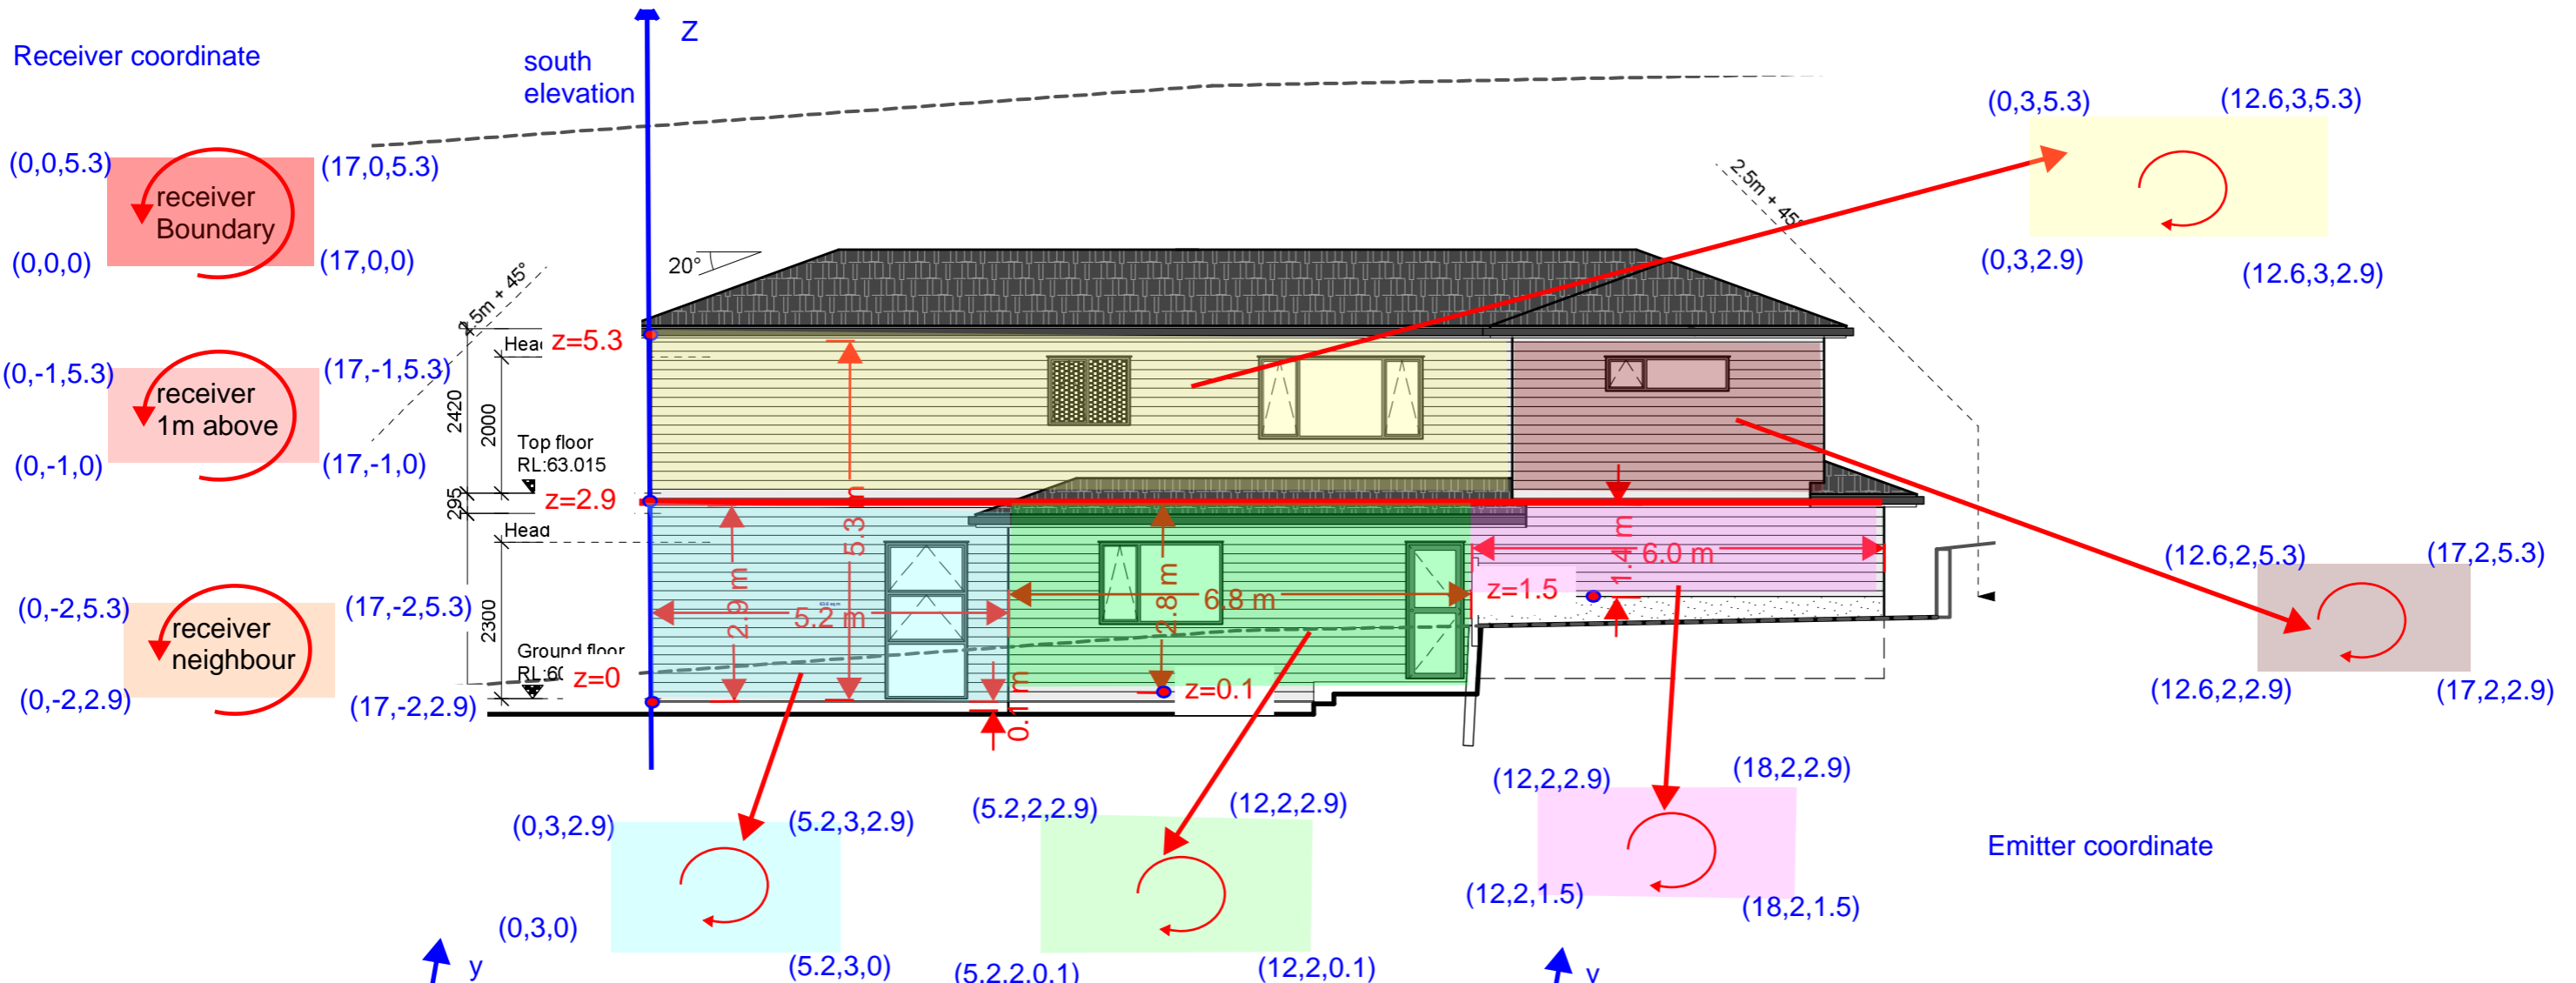 Receiver coordinate
Z
south
elevation
(0,0,5.3)
(17,0,5.3)
receiver
Boundary
(0,0,0)
(17,0,0)
(0,3,5.3)
(12.6,3,5.3)
(0,3,2.9)
(12.6,3,2.9)
2.5m + 45°
20°
2.5m + 45°
(0,-1,5.3)
(17,-1,5.3)
receiver
1m above
(0,-1,0)
(17,-1,0)
z=5.3
2420
2000
Top floor
RL:63.015
z=2.9
295
Head
2300
Ground floor
z=0
(0,-2,5.3)
(17,-2,5.3)
receiver
neighbour
(0,-2,2.9)
(17,-2,2.9)
2.9 m
5.2 m
5.3 m
0.1 m
2.8 m
6.8 m
z=0.1
z=1.5
1.4 m
6.0 m
(12.6,2,5.3)
(17,2,5.3)
(12.6,2,2.9)
(17,2,2.9)
(0,3,2.9)
(5.2,3,2.9)
(0,3,0)
(5.2,3,0)
(5.2,2,2.9)
(12,2,2.9)
(5.2,2,0.1)
(12,2,0.1)
(12,2,2.9)
(18,2,2.9)
(12,2,1.5)
(18,2,1.5)
Emitter coordinate
y
y